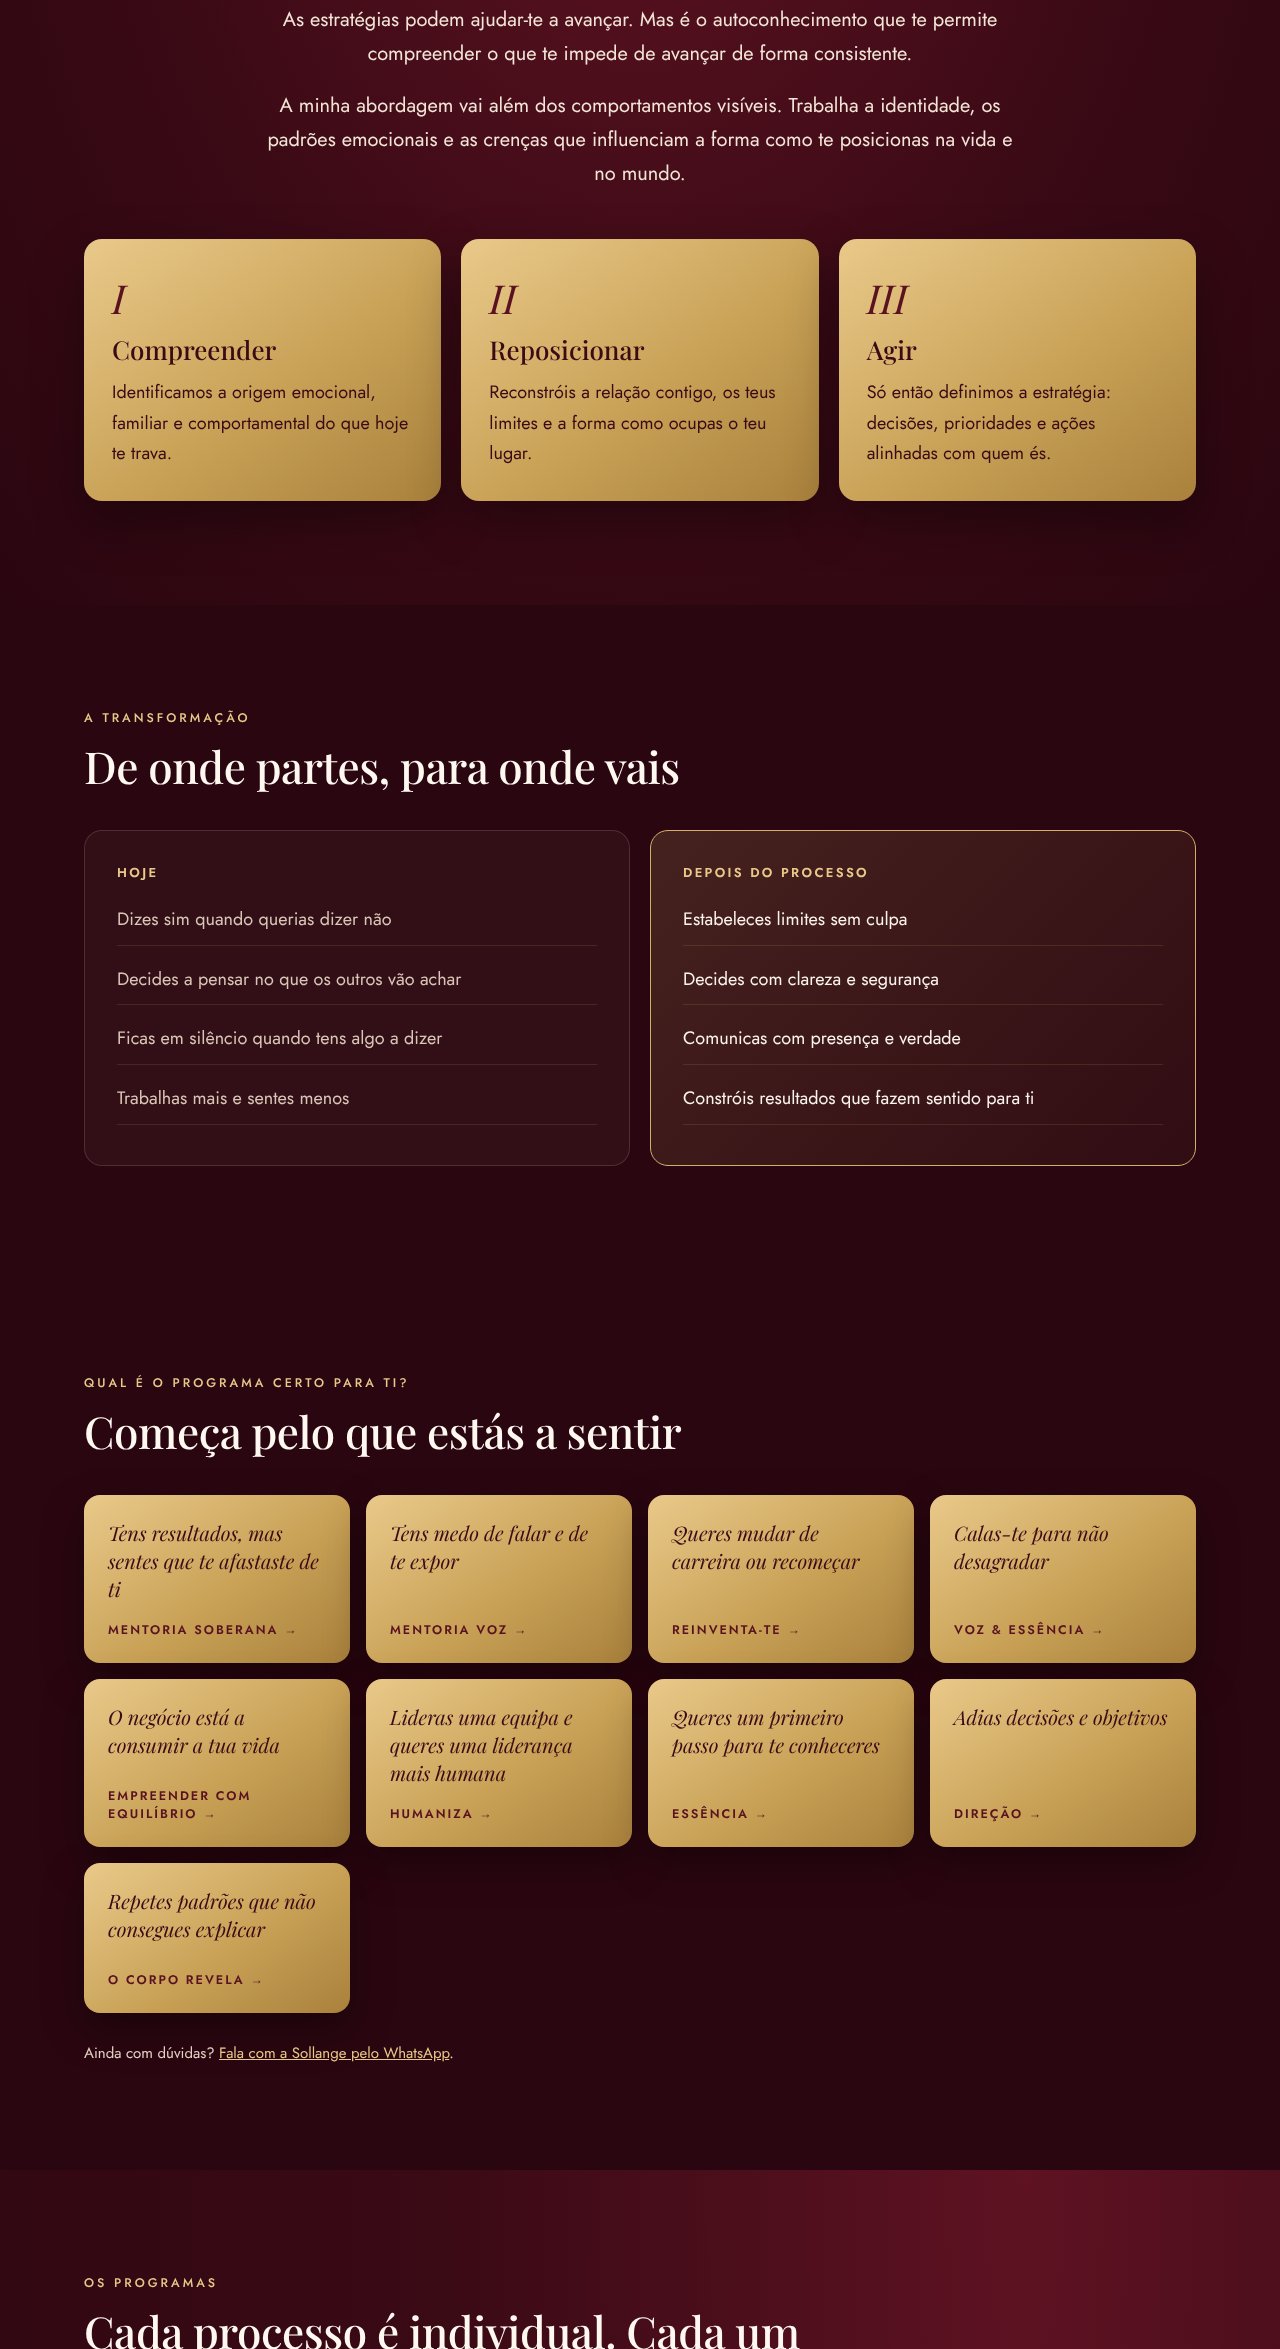 As estratégias podem ajudar-te a avançar. Mas é o autoconhecimento que te permite
compreender o que te impede de avançar de forma consistente.
A minha abordagem vai além dos comportamentos visíveis. Trabalha a identidade, os
padrões emocionais e as crenças que influenciam a forma como te posicionas na vida e
no mundo.
I
Compreender
Identificamos a origem emocional,
familiar e comportamental do que hoje
te trava.
II
Reposicionar
Reconstróis a relação contigo, os teus
limites e a forma como ocupas o teu
lugar.
III
Agir
Só então definimos a estratégia:
decisões, prioridades e ações
alinhadas com quem és.
A TRANSFORMAÇÃO
De onde partes, para onde vais
HOJE
Dizes sim quando querias dizer não
Decides a pensar no que os outros vão achar
Ficas em silêncio quando tens algo a dizer
Trabalhas mais e sentes menos
DEPOIS DO PROCESSO
Estabeleces limites sem culpa
Decides com clareza e segurança
Comunicas com presença e verdade
Constróis resultados que fazem sentido para ti
QUAL É O PROGRAMA CERTO PARA TI?
Começa pelo que estás a sentir
Tens resultados, mas
sentes que te afastaste de
ti
MENTORIA SOBERANA →
Tens medo de falar e de
te expor
MENTORIA VOZ →
Queres mudar de
carreira ou recomeçar
REINVENTA-TE →
Calas-te para não
desagradar
VOZ & ESSÊNCIA →
O negócio está a
consumir a tua vida
EMPREENDER COM
EQUILÍBRIO →
Lideras uma equipa e
queres uma liderança
mais humana
HUMANIZA →
Queres um primeiro
passo para te conheceres
ESSÊNCIA →
Adias decisões e objetivos
DIREÇÃO →
Repetes padrões que não
consegues explicar
O CORPO REVELA →
Ainda com dúvidas? Fala com a Sollange pelo WhatsApp.
OS PROGRAMAS
Cada processo é individual. Cada um